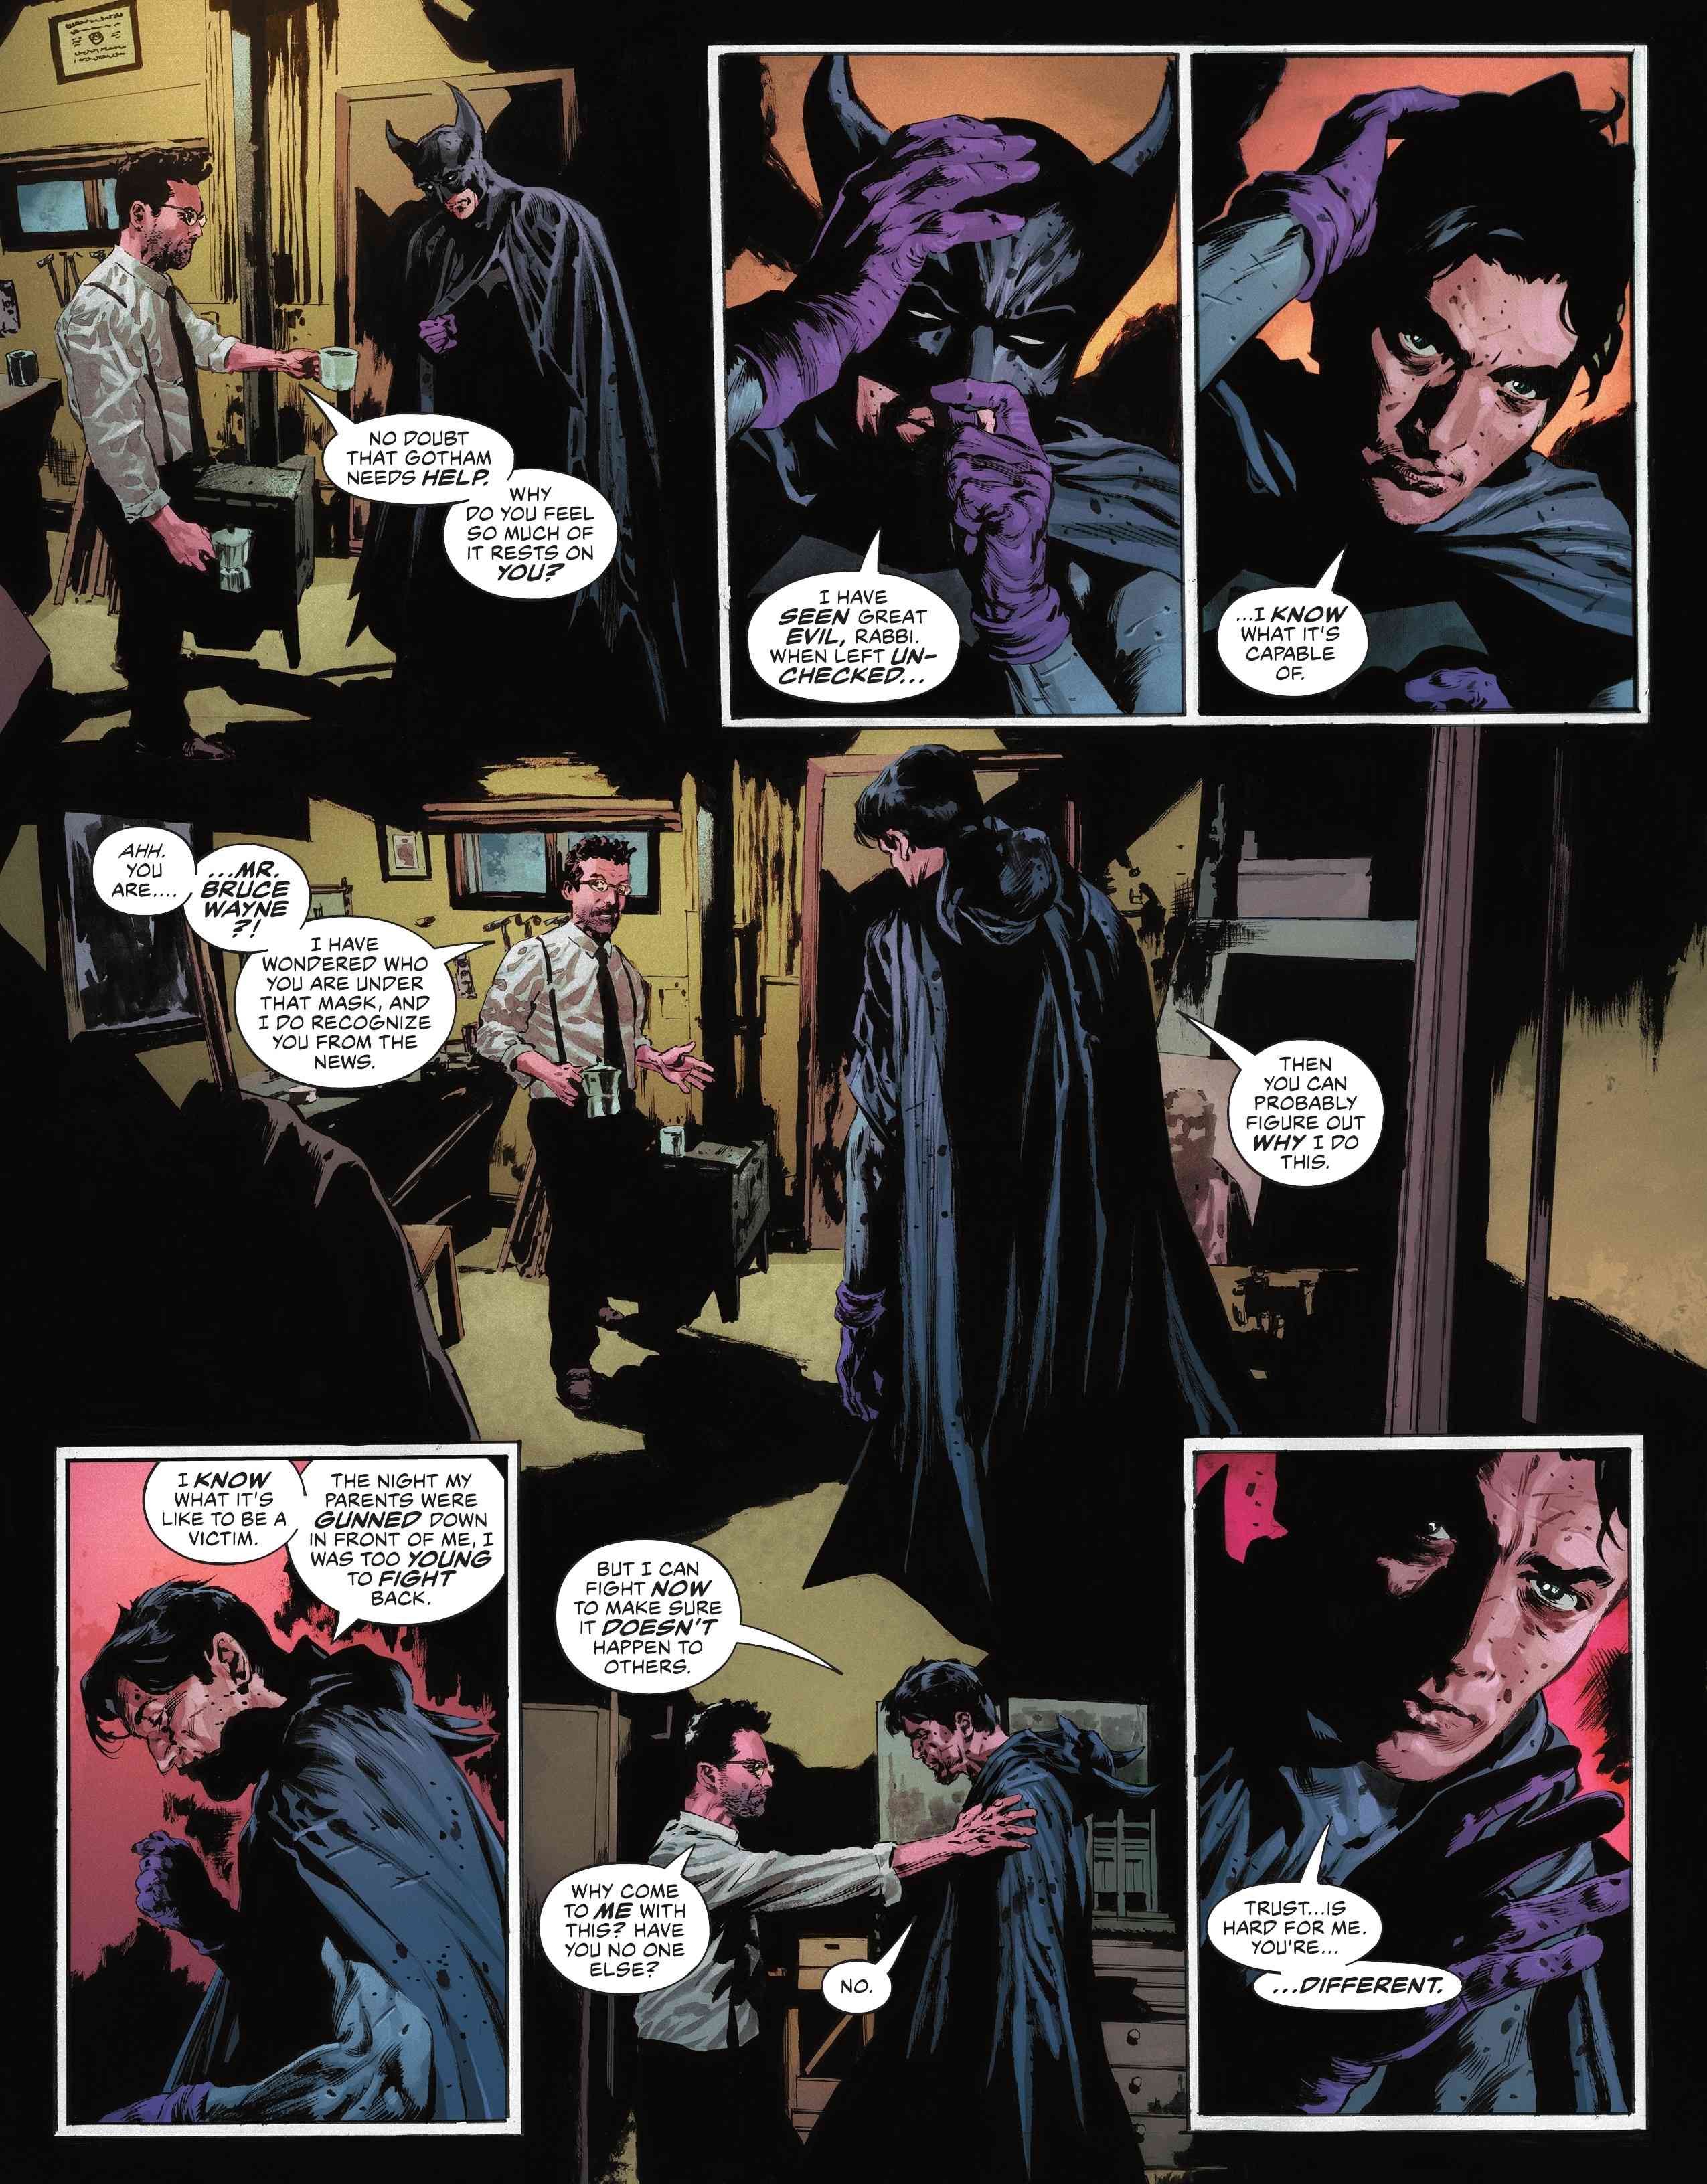 NO DOUBT
THAT GOTHAM
NEEDS HELP.
WHY
DO YOU FEEL
SO MUCH OF
IT RESTS ON
YOU?
I HAVE
SEEN GREAT
EVIL, RABBI.
WHEN LEFT UN-
CHECKED...
...I KNOW
WHAT IT'S
CAPABLE
OF.
AHH.
YOU
ARE....
...MR.
BRUCE
WAYNE
?!
I HAVE
WONDERED WHO
YOU ARE UNDER
THAT MASK, AND
I DO RECOGNIZE
YOU FROM THE
NEWS.
THEN
YOU CAN
PROBABLY
FIGURE OUT
WHY I DO
THIS.
I KNOW
WHAT IT'S
LIKE TO BE A
VICTIM.
THE NIGHT MY
PARENTS WERE
GUNNED DOWN
IN FRONT OF ME, I
WAS TOO YOUNG
TO FIGHT
BACK.
BUT I CAN
FIGHT NOW
TO MAKE SURE
IT DOESN'T
HAPPEN TO
OTHERS.
WHY COME
TO ME WITH
THIS? HAVE
YOU NO ONE
ELSE?
NO.
TRUST...IS
HARD FOR ME.
YOU'RE...
...DIFFERENT.